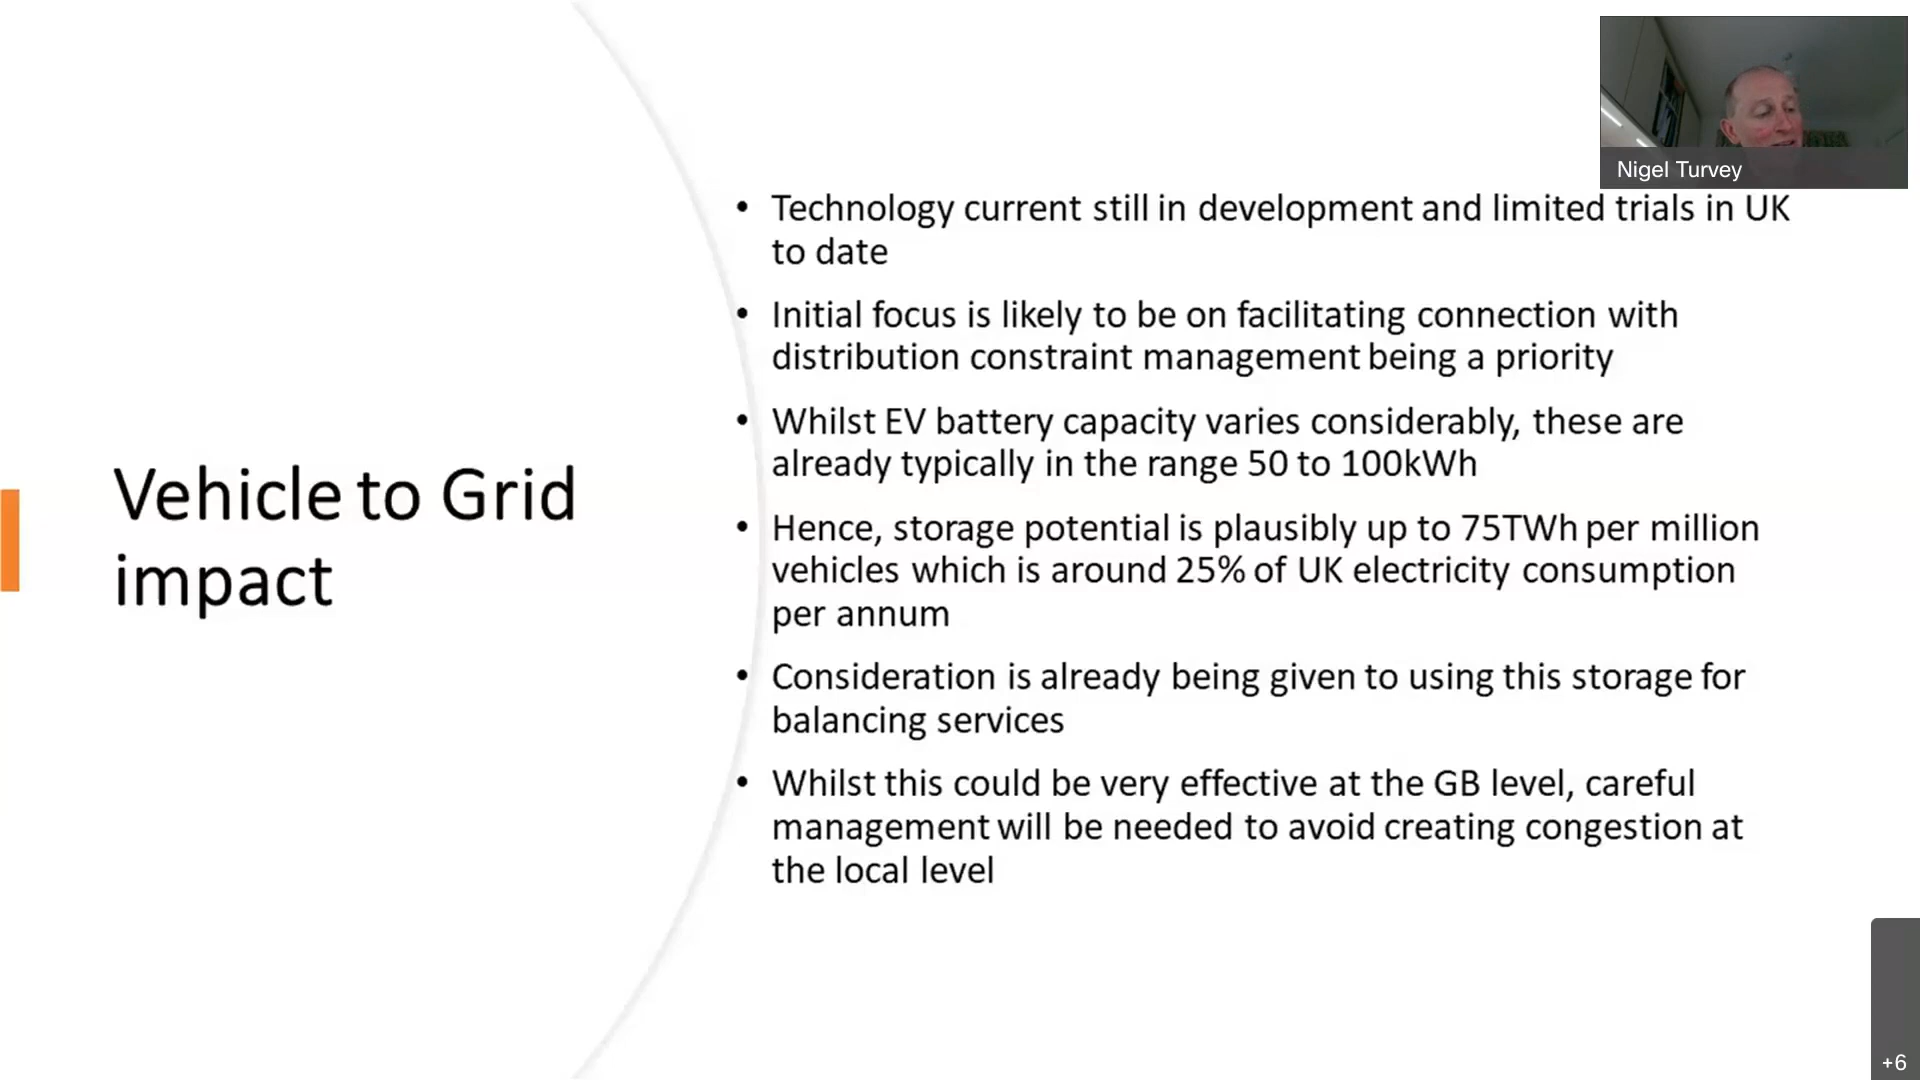 Nigel Turvey
Vehicle to Grid
impact
• Technology current still in development and limited trials in UK
to date
• Initial focus is likely to be on facilitating connection with
distribution constraint management being a priority
• Whilst EV battery capacity varies considerably, these are
already typically in the range 50 to 100kWh
• Hence, storage potential is plausibly up to 75TWh per million
vehicles which is around 25% of UK electricity consumption
per annum
• Consideration is already being given to using this storage for
balancing services
• Whilst this could be very effective at the GB level, careful
management will be needed to avoid creating congestion at
the local level
+6